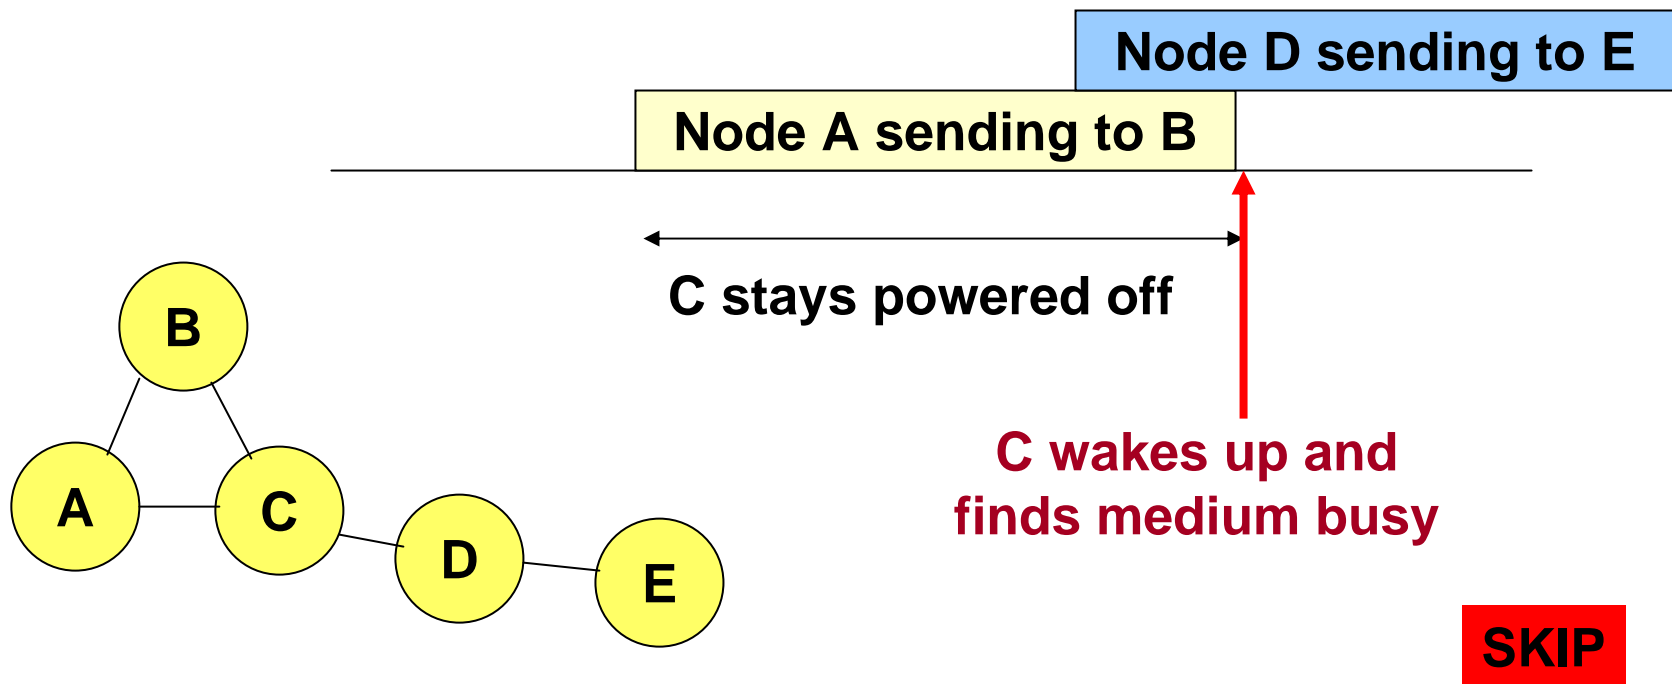 Node D sending to E
Node A sending to B
C stays powered off
B
A
C
D
E
C wakes up and
finds medium busy
SKIP